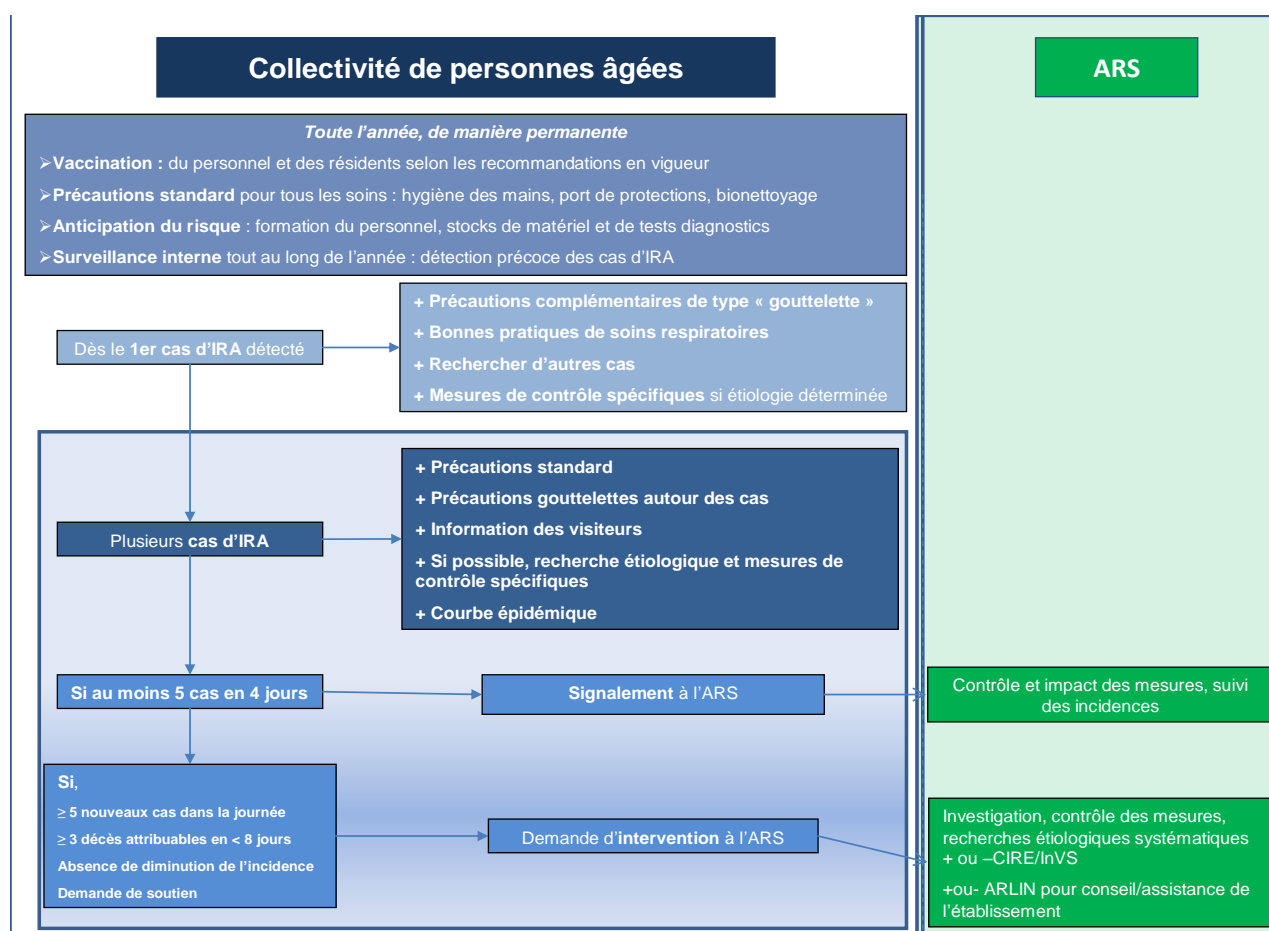 Collectivité de personnes âgées
ARS
Toute l'année, de manière permanente
➢Vaccination : du personnel et des résidents selon les recommandations en vigueur
➢Précautions standard pour tous les soins : hygiène des mains, port de protections, bionettoyage
➢Anticipation du risque : formation du personnel, stocks de matériel et de tests diagnostics
➢Surveillance interne tout au long de l'année : détection précoce des cas d'IRA
Dès le 1er cas d'IRA détecté
+ Précautions complémentaires de type « gouttelette »
+ Bonnes pratiques de soins respiratoires
+ Rechercher d'autres cas
+ Mesures de contrôle spécifiques si étiologie déterminée
Plusieurs cas d'IRA
+ Précautions standard
+ Précautions gouttelettes autour des cas
+ Information des visiteurs
+ Si possible, recherche étiologique et mesures de
contrôle spécifiques
+ Courbe épidémique
Si au moins 5 cas en 4 jours
Signalement à l'ARS
Contrôle et impact des mesures, suivi
des incidences
Si,
≥ 5 nouveaux cas dans la journée
≥ 3 décès attribuables en < 8 jours
Absence de diminution de l'incidence
Demande de soutien
Demande d'intervention à l'ARS
Investigation, contrôle des mesures,
recherches étiologiques systématiques
+ ou –CIRE/InVS
+ou- ARLIN pour conseil/assistance de
l'établissement